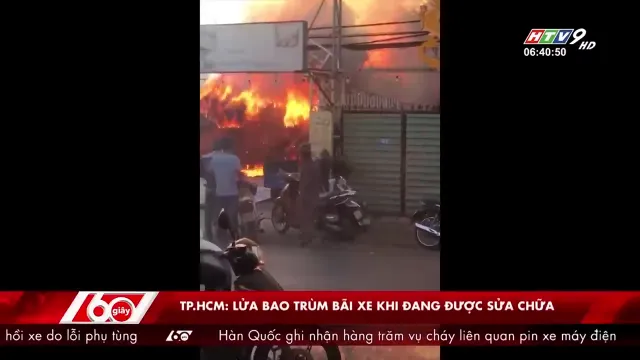 HTV9 HD
06:40:50
60 giây
TP.HCM: LỬA BAO TRÙM BÃI XE KHI ĐANG ĐƯỢC SỬA CHỮA
hồi xe do lỗi phụ tùng 60 Hàn Quốc ghi nhận hàng trăm vụ cháy liên quan pin xe máy điện